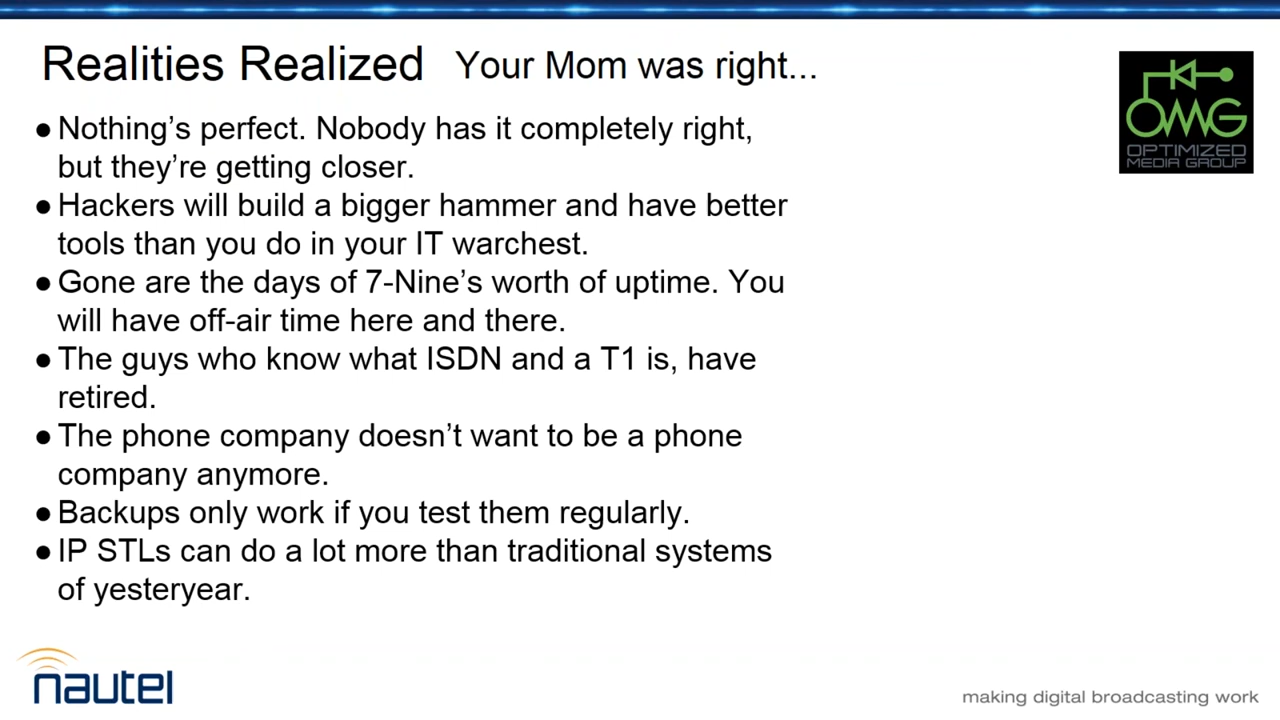 Realities Realized Your Mom was right...
OMG
OPTIMIZED
MEDIA GROUP
●Nothing’s perfect. Nobody has it completely right,
but they’re getting closer.
●Hackers will build a bigger hammer and have better
tools than you do in your IT warchest.
●Gone are the days of 7-Nine’s worth of uptime. You
will have off-air time here and there.
●The guys who know what ISDN and a T1 is, have
retired.
●The phone company doesn’t want to be a phone
company anymore.
●Backups only work if you test them regularly.
●IP STLs can do a lot more than traditional systems
of yesteryear.
nautel
making digital broadcasting work